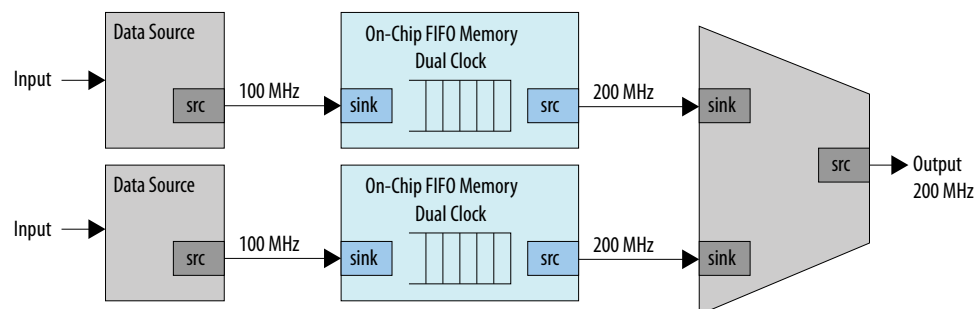 Data Source
Input
src
100 MHz
On-Chip FIFO Memory
Dual Clock
sink
src
200 MHz
sink
Data Source
Input
src
100 MHz
On-Chip FIFO Memory
Dual Clock
sink
src
200 MHz
sink
src
Output
200 MHz